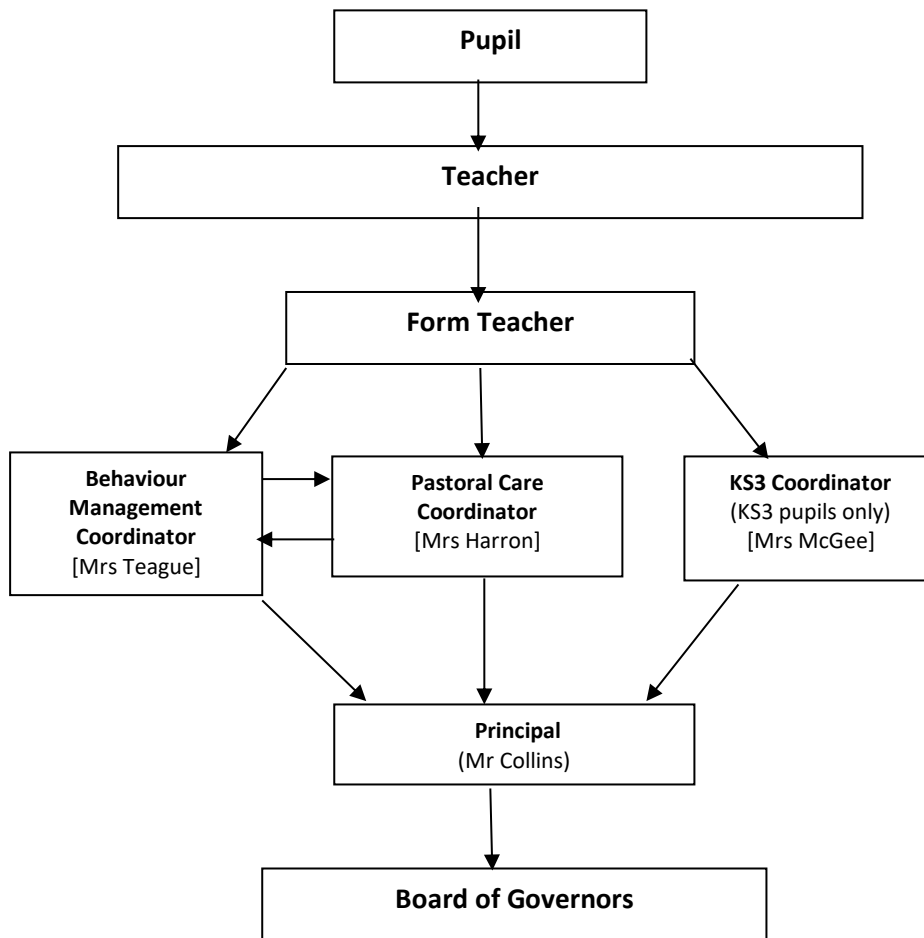 Pupil
Teacher
Form Teacher
Behaviour
Management
Coordinator
[Mrs Teague]
Pastoral Care
Coordinator
[Mrs Harron]
KS3 Coordinator
(KS3 pupils only)
[Mrs McGee]
Principal
(Mr Collins)
Board of Governors